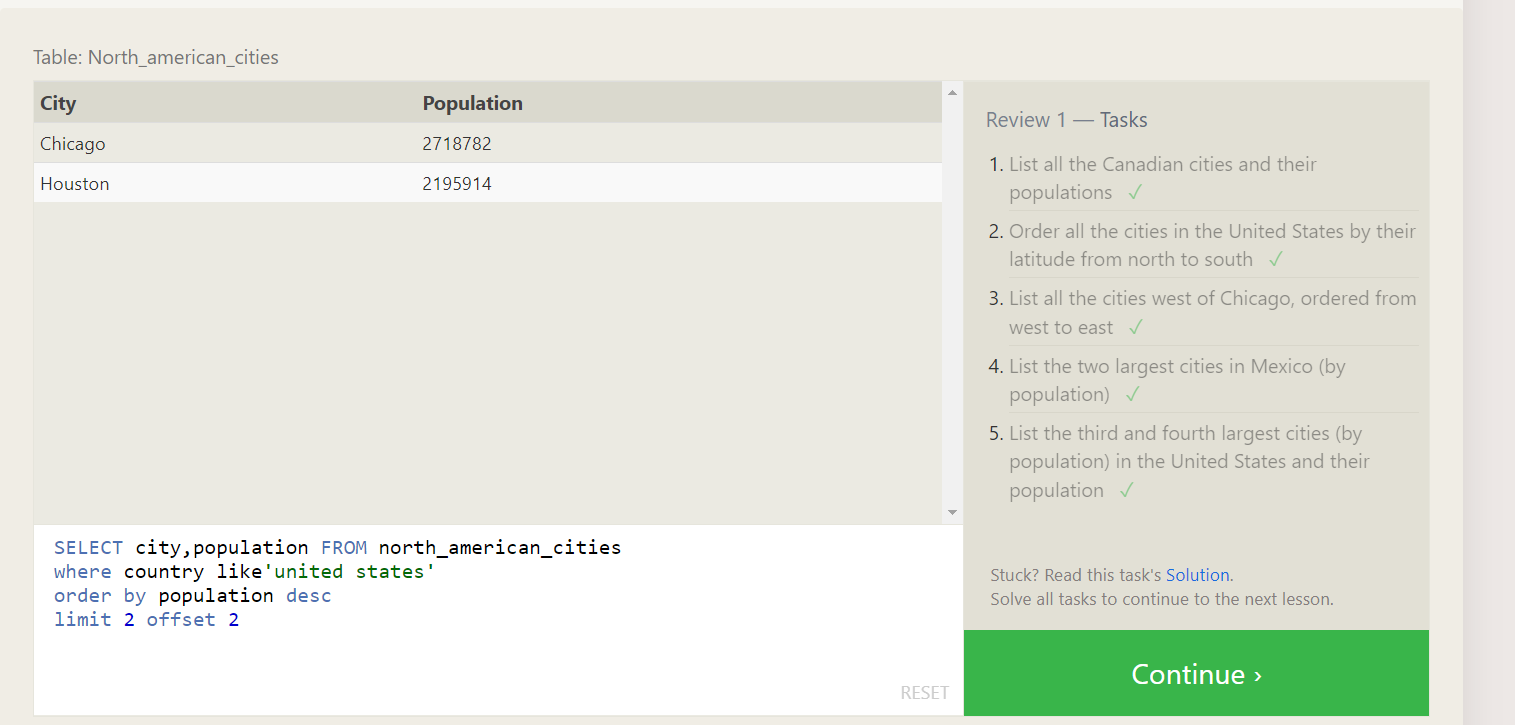 Table: North_american_cities
City Population
Chicago 2718782
Houston 2195914
SELECT city,population FROM north_american_cities
where country like'united states'
order by population desc
limit 2 offset 2
RESET
Review 1 — Tasks
1. List all the Canadian cities and their
populations ✓
2. Order all the cities in the United States by their
latitude from north to south ✓
3. List all the cities west of Chicago, ordered from
west to east ✓
4. List the two largest cities in Mexico (by
population) ✓
5. List the third and fourth largest cities (by
population) in the United States and their
population ✓
Stuck? Read this task's Solution.
Solve all tasks to continue to the next lesson.
Continue ›